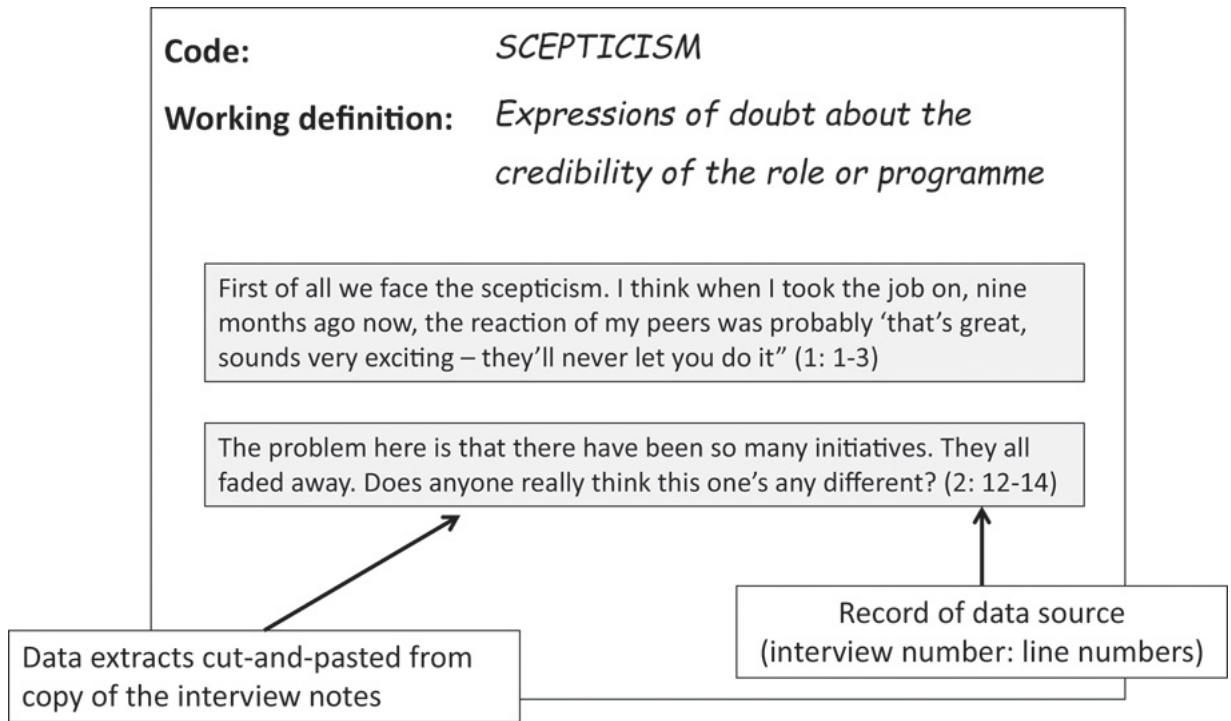 Code: SCEPTICISM
Working definition: Expressions of doubt about the
credibility of the role or programme
First of all we face the scepticism. I think when I took the job on, nine
months ago now, the reaction of my peers was probably ‘that’s great,
sounds very exciting – they’ll never let you do it” (1: 1-3)
The problem here is that there have been so many initiatives. They all
faded away. Does anyone really think this one’s any different? (2: 12-14)
Data extracts cut-and-pasted from
copy of the interview notes
Record of data source
(interview number: line numbers)